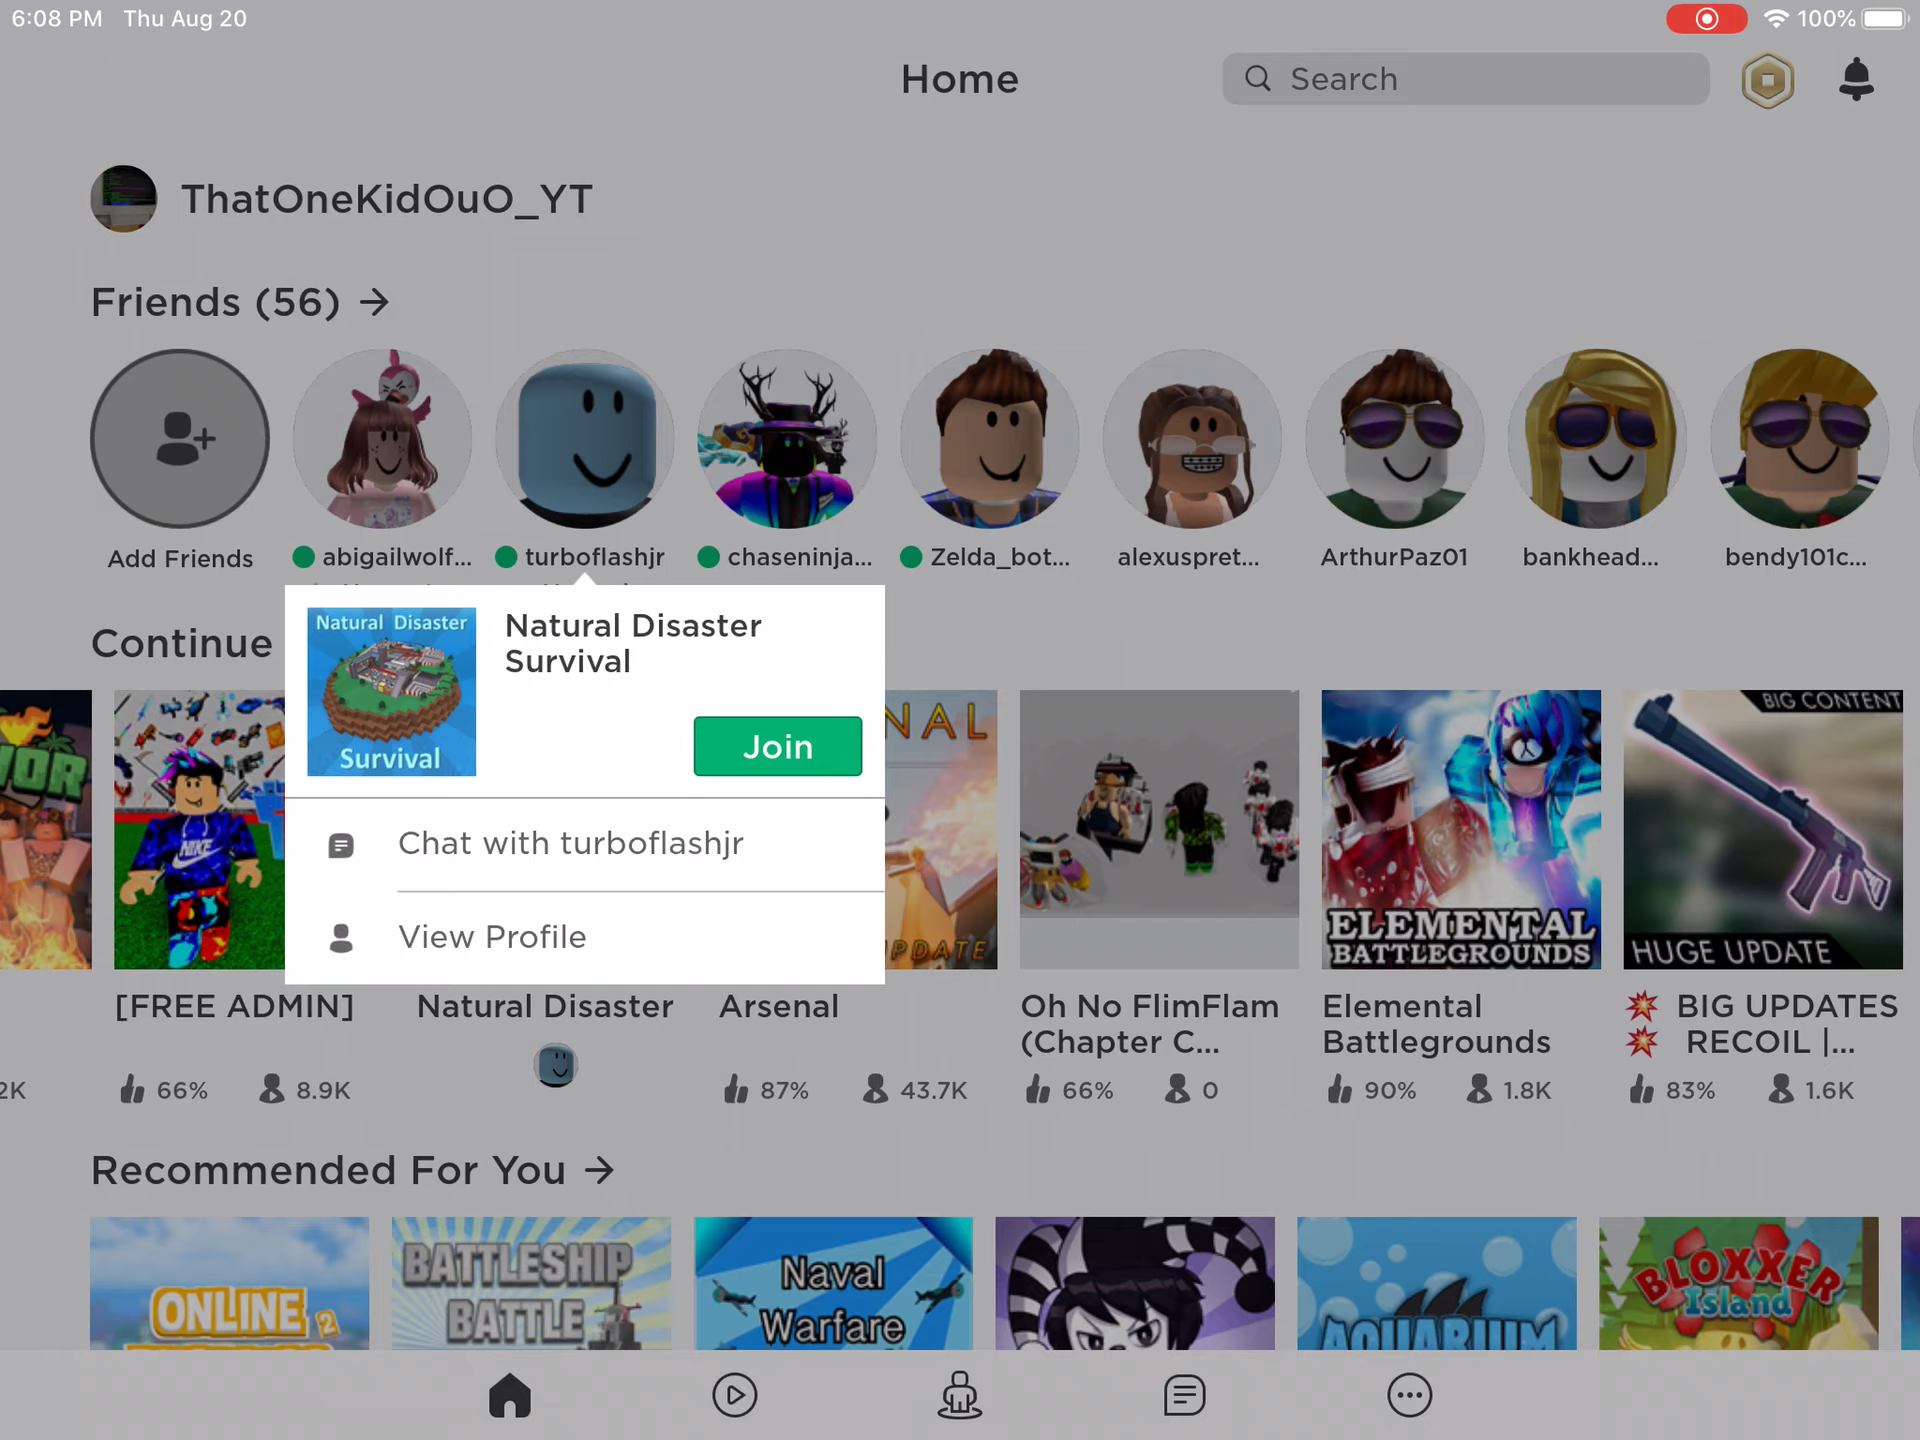 6:08 PM Thu Aug 20 100%
Home
Search
ThatOneKidOuO_YT
Friends (56) →
Add Friends
abigailwolf...
turboflashjr
chaseninja...
Zelda_bot...
alexuspret...
ArthurPaz01
bankhead...
bendy101c...
Natural Disaster
Survival
Natural Disaster
Survival
Join
Chat with turboflashjr
View Profile
Continue
VOR
NIKE
NAL
PDATE
ELEMENTAL
BATTLEGROUNDS
BIG CONTENT
HUGE UPDATE
2K
[FREE ADMIN]
66% 8.9K
Natural Disaster
Arsenal
87% 43.7K
Oh No FlimFlam
(Chapter C...
66% 0
Elemental
Battlegrounds
90% 1.8K
💥 BIG UPDATES
💥 RECOIL |...
83% 1.6K
Recommended For You →
ONLINE
2
BATTLESHIP
BATTLE
Naval
Warfare
AQUARIUM
BLOXXER
Island